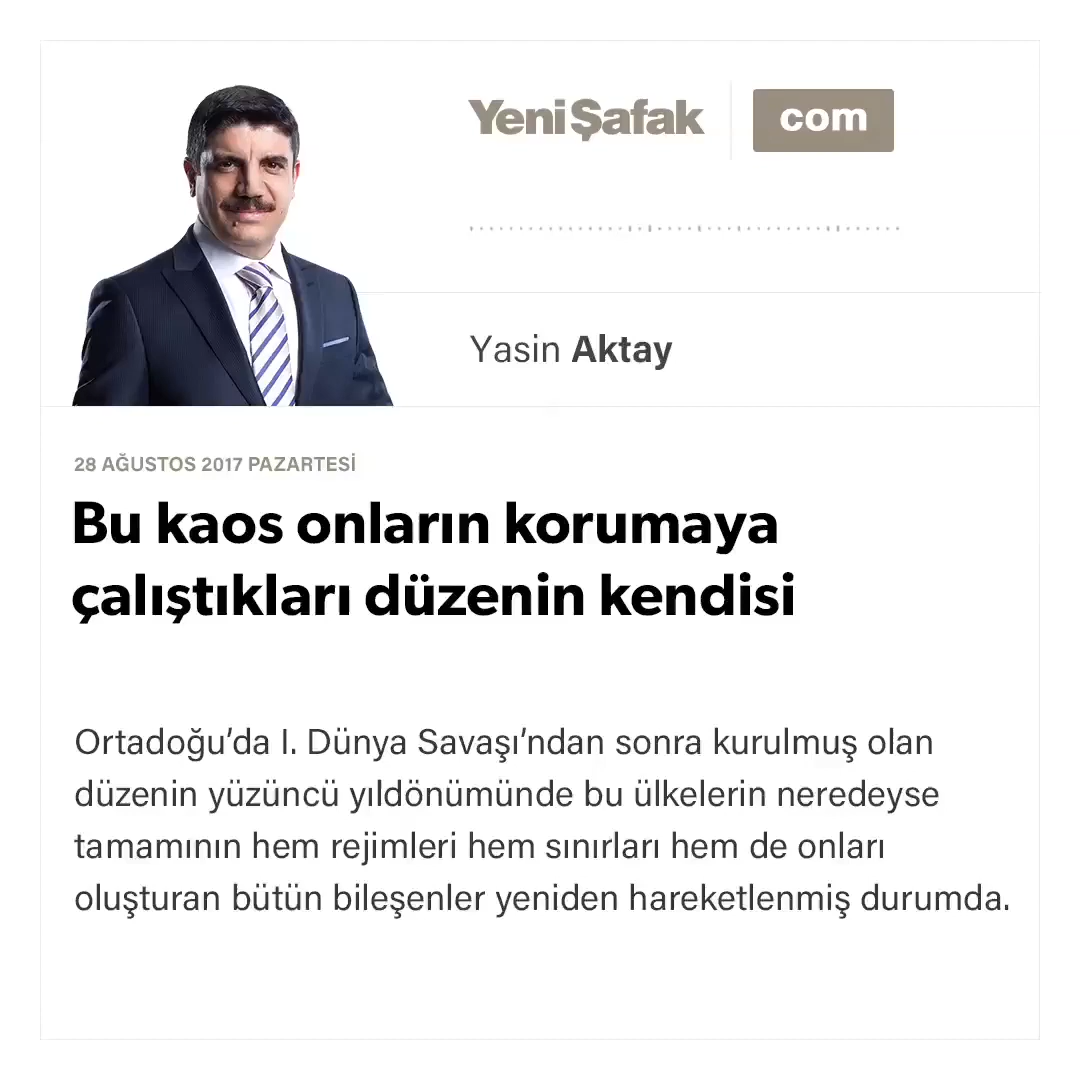 YeniŞafak com
Yasin Aktay
28 AĞUSTOS 2017 PAZARTESİ
Bu kaos onların korumaya
çalıştıkları düzenin kendisi
Ortadoğu’da I. Dünya Savaşı’ndan sonra kurulmuş olan
düzenin yüzüncü yıldönümünde bu ülkelerin neredeyse
tamamının hem rejimleri hem sınırları hem de onları
oluşturan bütün bileşenler yeniden hareketlenmiş durumda.